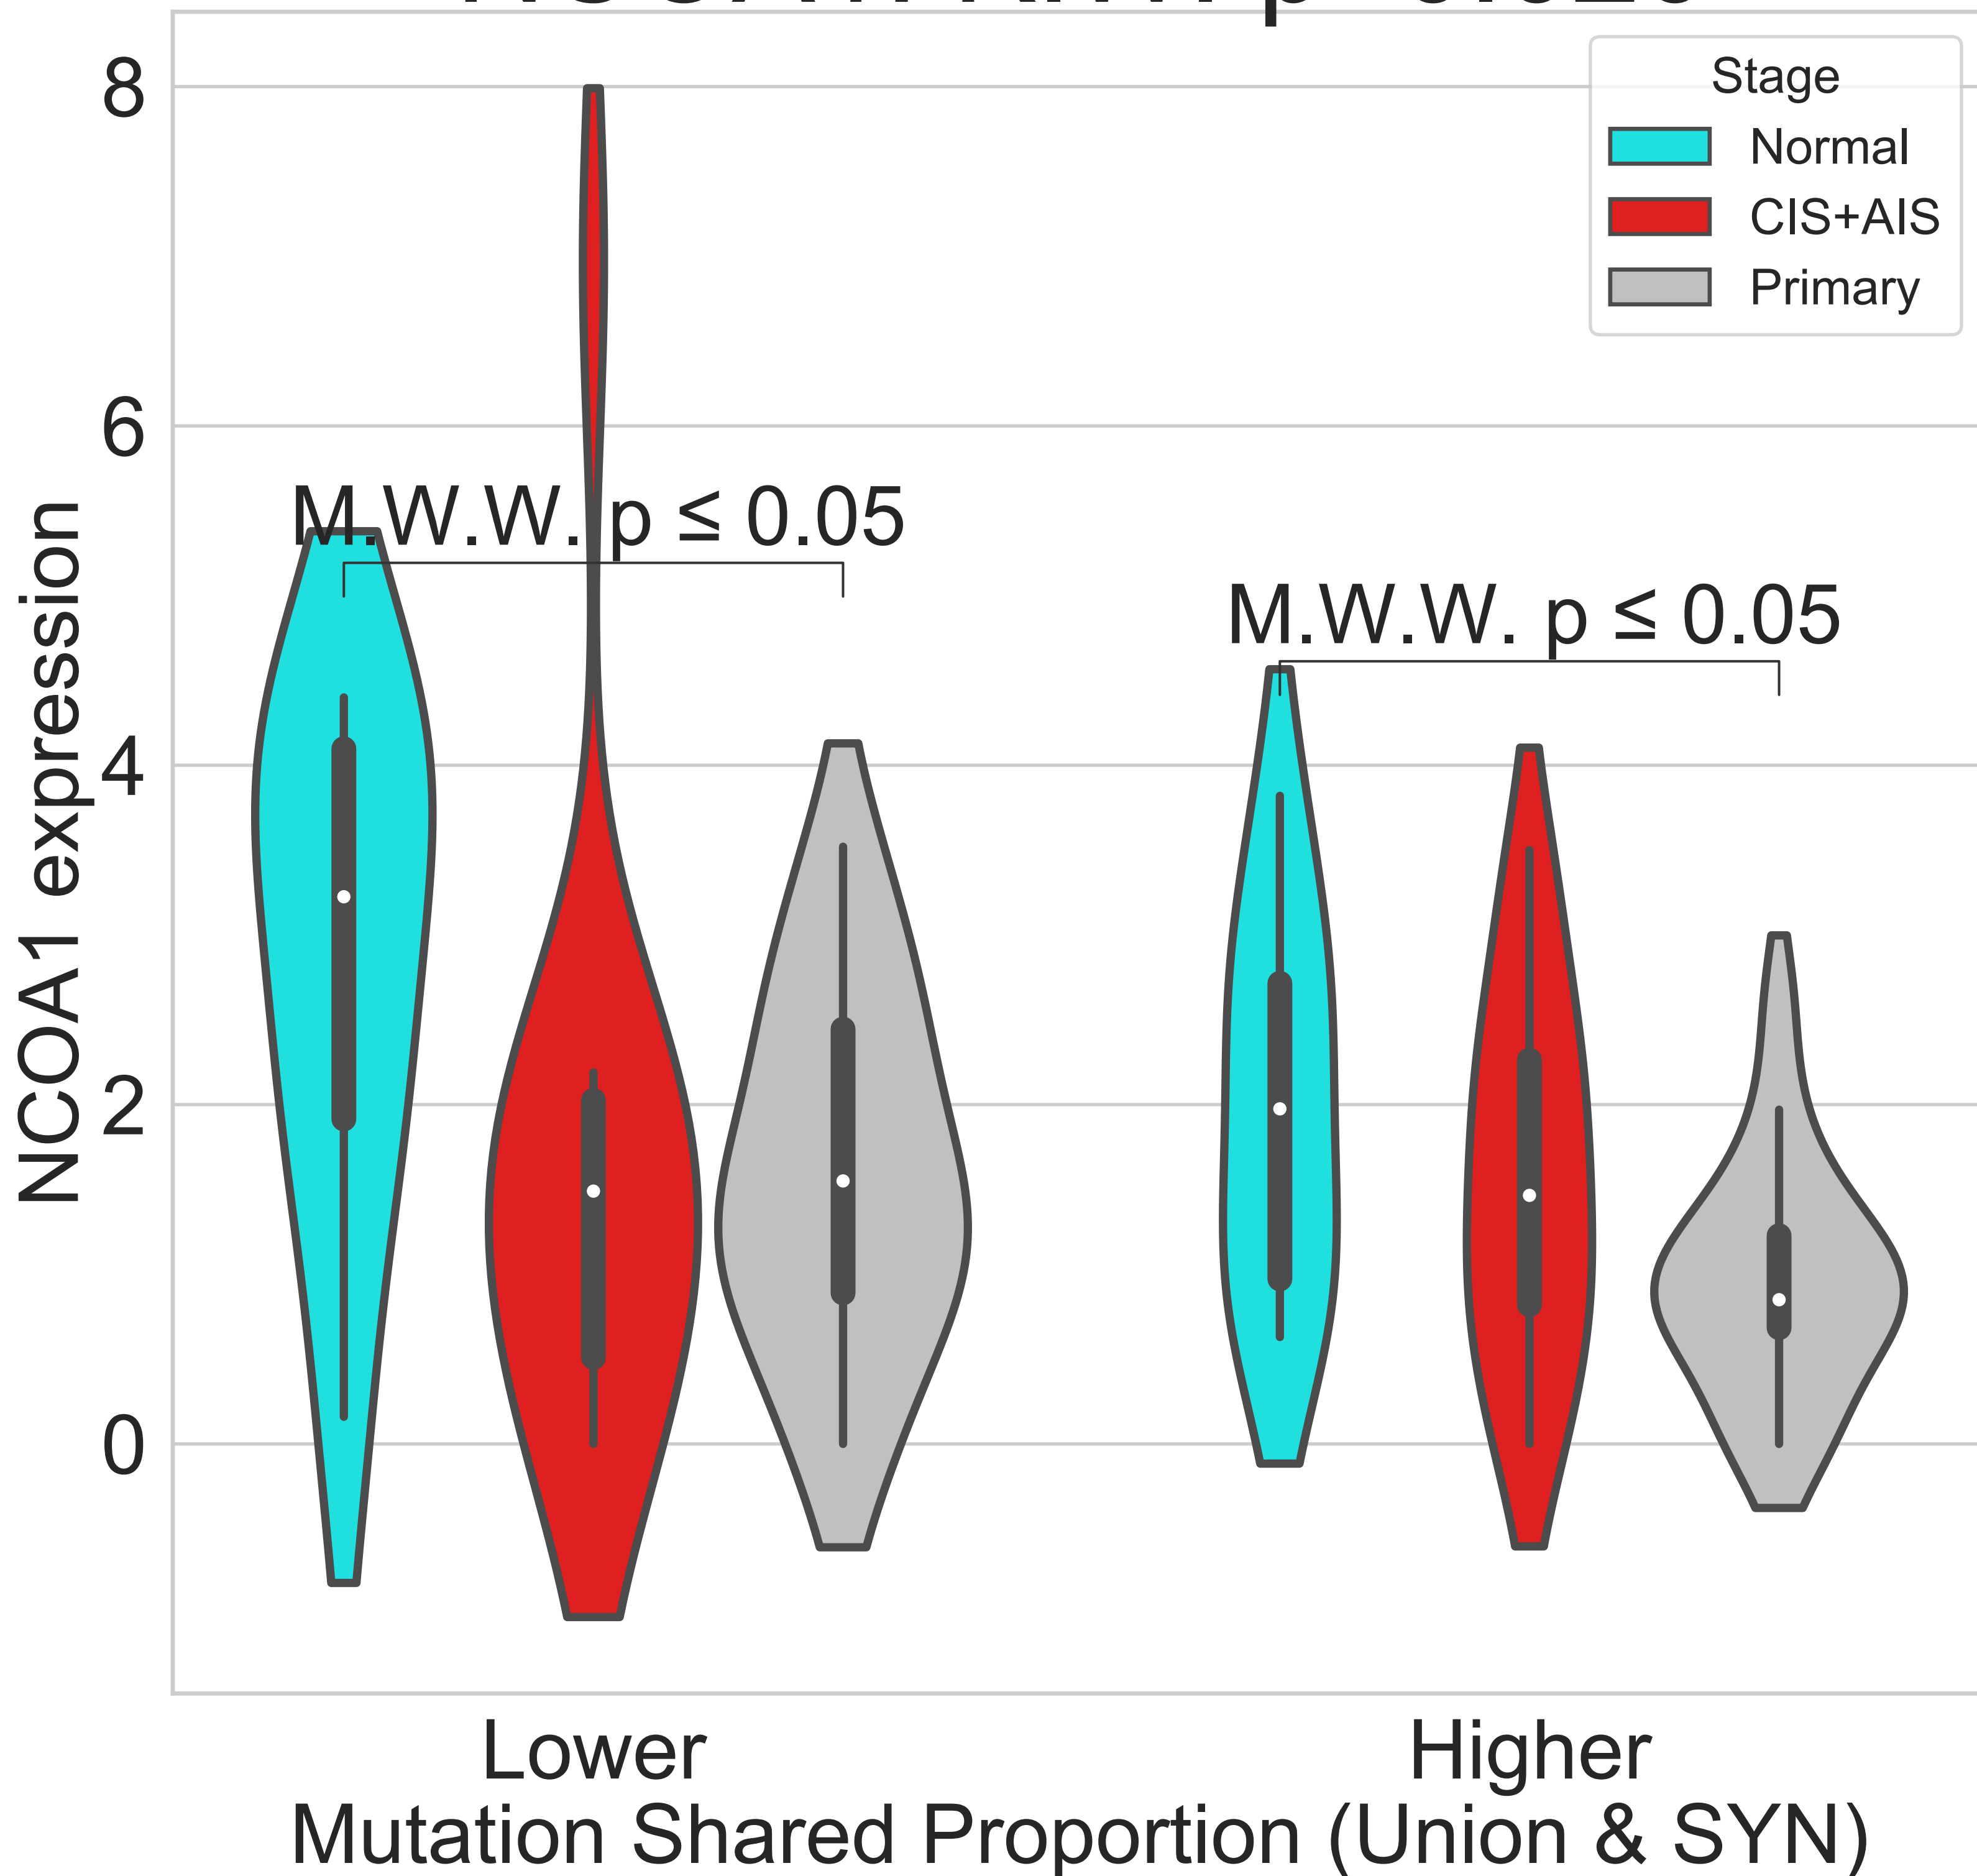 Stage
Normal
CIS+AIS
Primary
8
6
4
2
0
NCOA1 expression
M.W.W. p ≤ 0.05
M.W.W. p ≤ 0.05
Lower
Higher
Mutation Shared Proportion (Union & SYN)